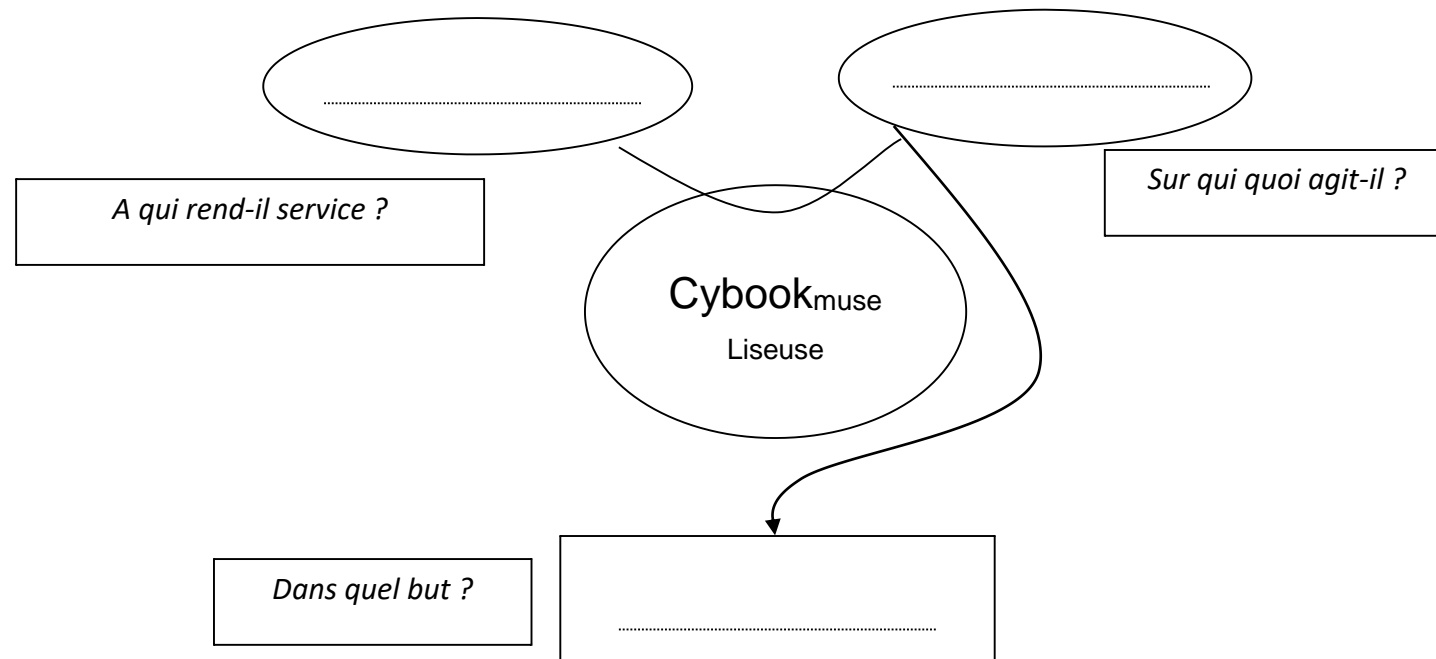 A qui rend-il service ?
Sur qui quoi agit-il ?
Cybookmuse
Liseuse
Dans quel but ?